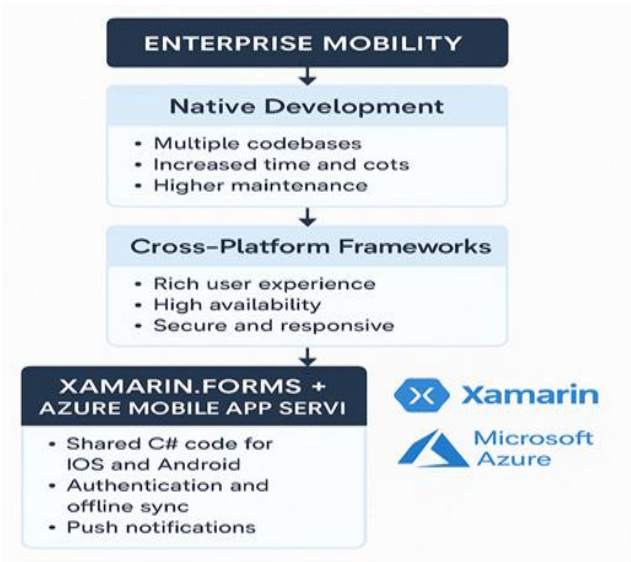 ENTERPRISE MOBILITY
Native Development
• Multiple codebases
• Increased time and cots
• Higher maintenance
Cross-Platform Frameworks
• Rich user experience
• High availability
• Secure and responsive
XAMARIN.FORMS +
AZURE MOBILE APP SERVI
• Shared C# code for
IOS and Android
• Authentication and
offline sync
• Push notifications
Xamarin
Microsoft
Azure